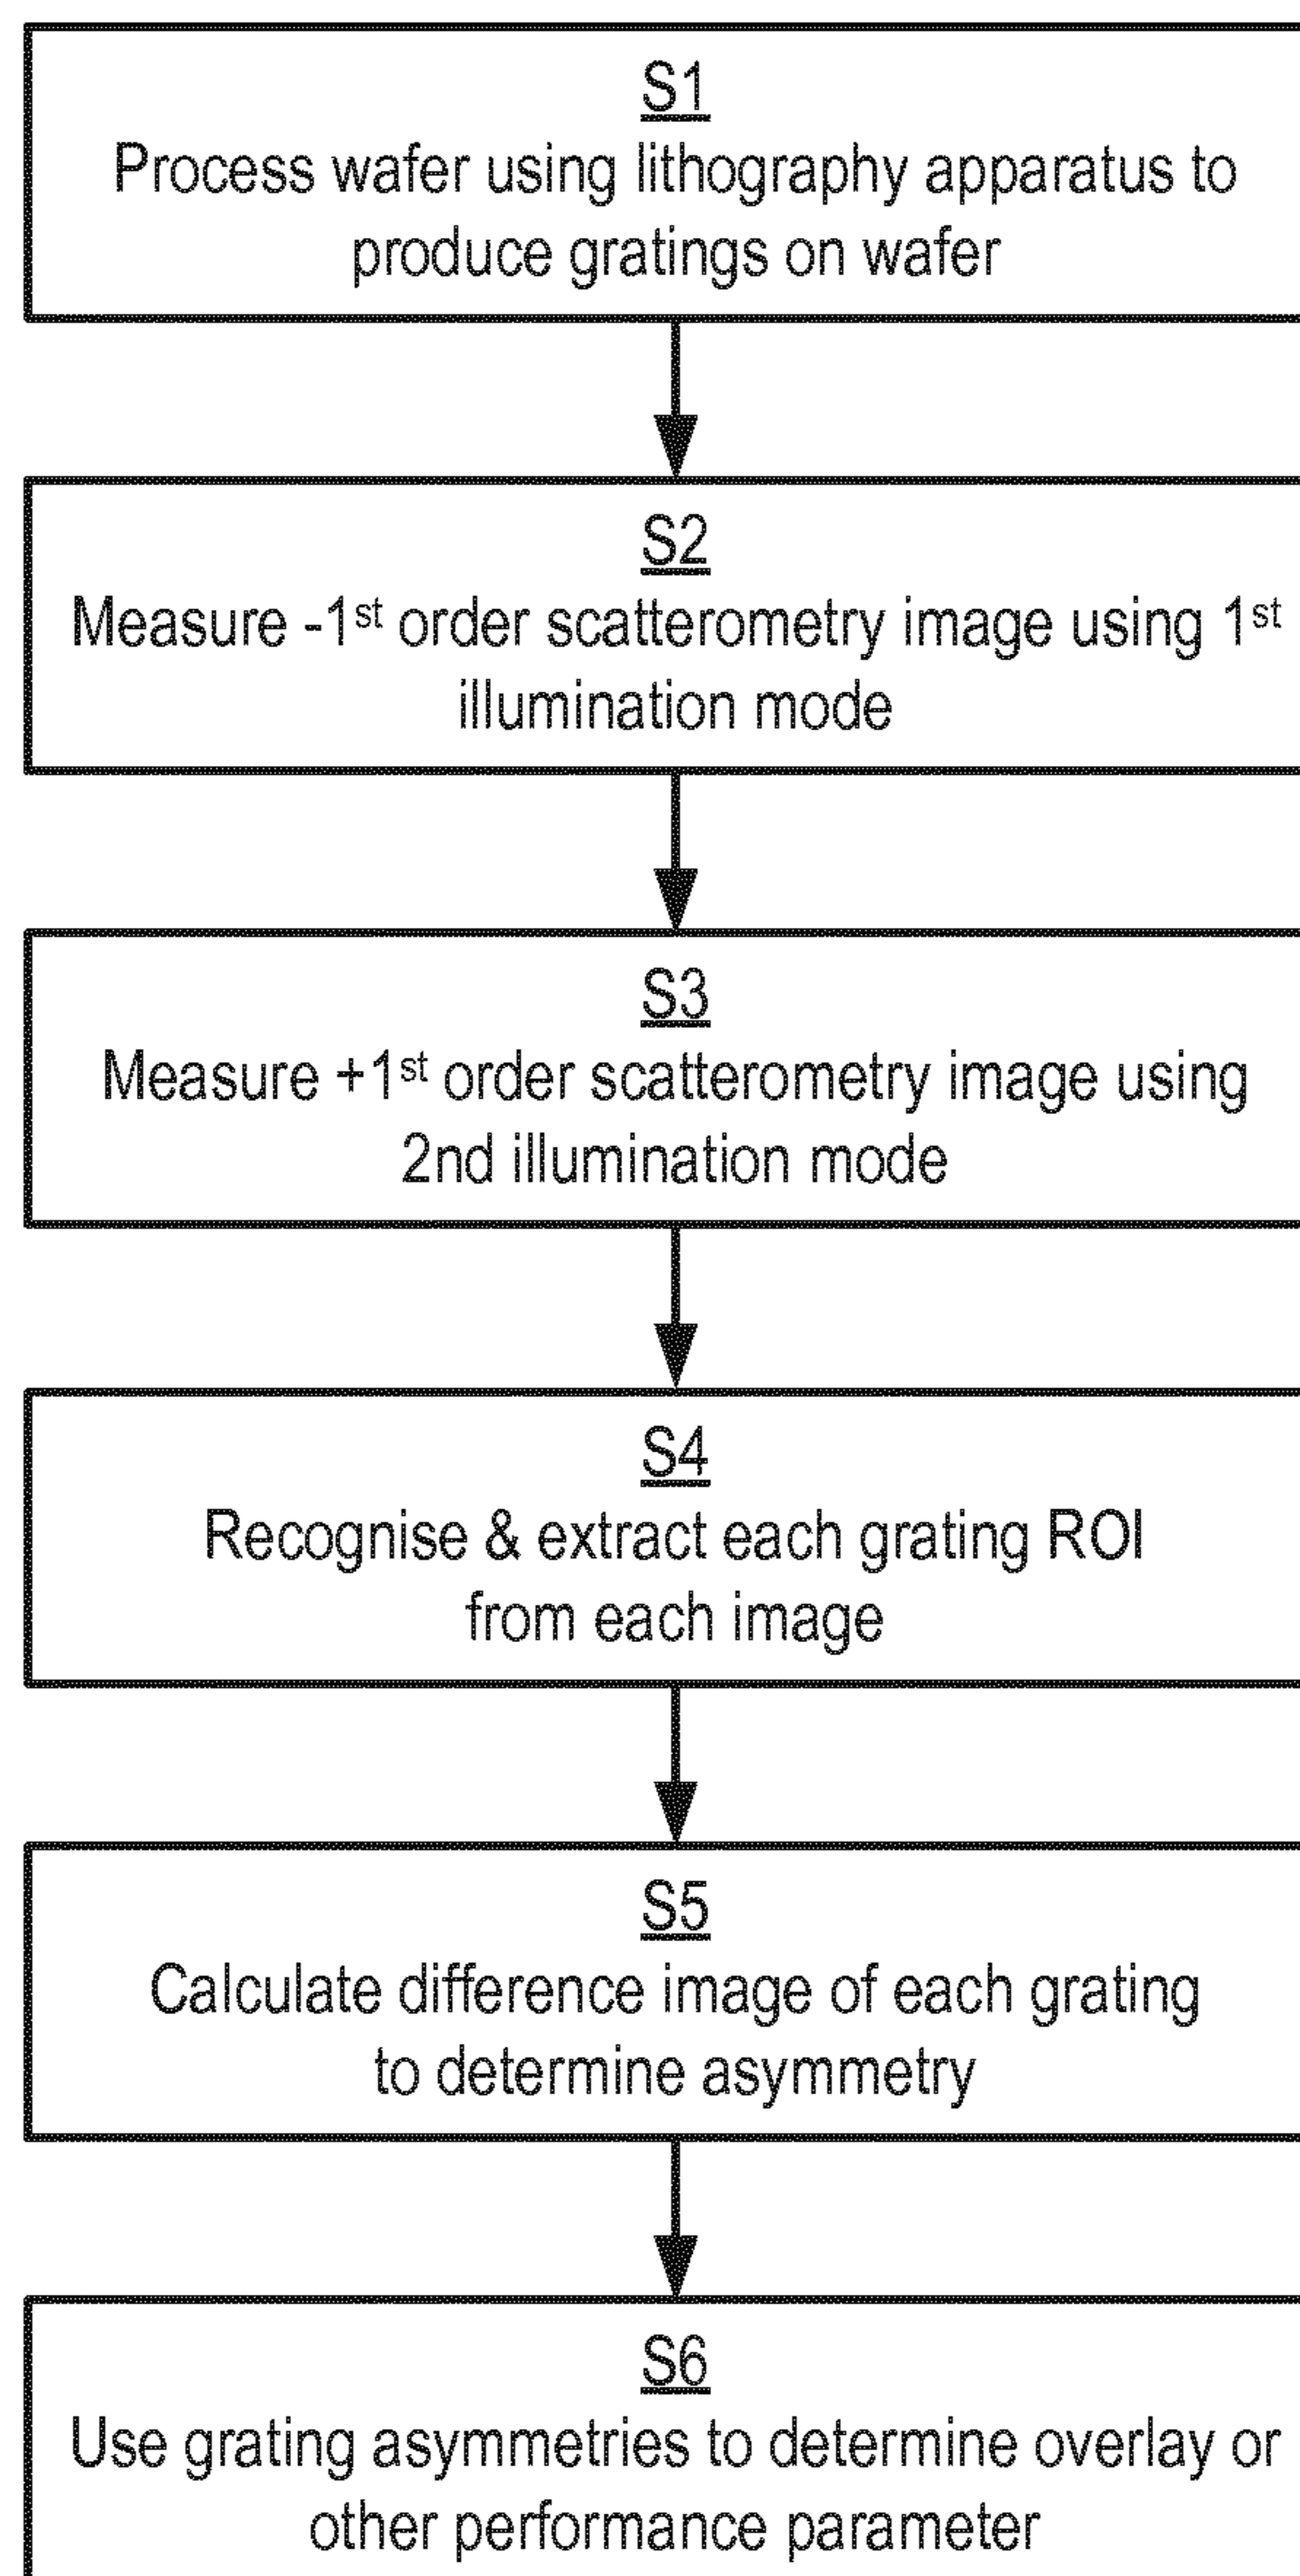 S1
Process wafer using lithography apparatus to
produce gratings on wafer
S2
Measure -1st order scatterometry image using 1st
illumination mode
S3
Measure +1st order scatterometry image using
2nd illumination mode
S4
Recognise & extract each grating ROI
from each image
S5
Calculate difference image of each grating
to determine asymmetry
S6
Use grating asymmetries to determine overlay or
other performance parameter